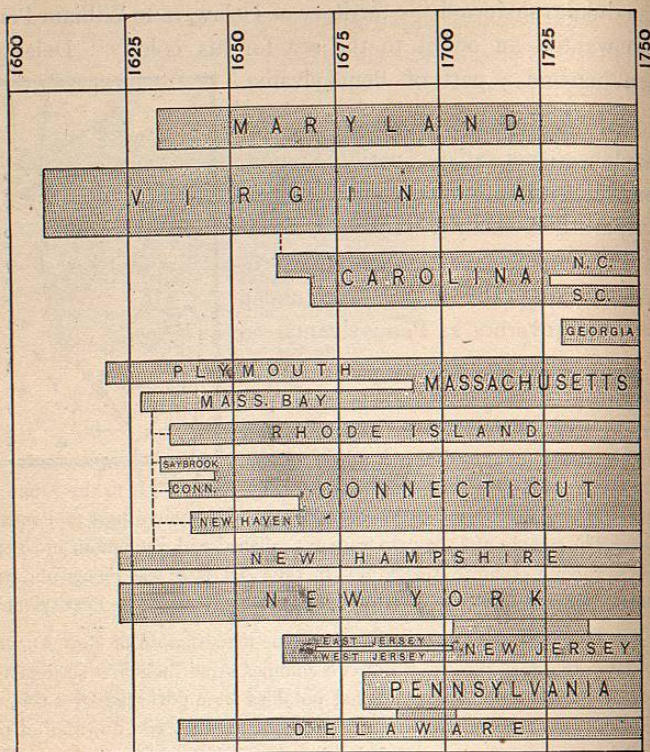 1600 1625 1650 1675 1700 1725 1750
MARYLAND
VIRGINIA
CAROLINA
N. C.
S. C.
GEORGIA
PLYMOUTH
MASSACHUSETTS
MASS. BAY
RHODE ISLAND
SAYBROOK
CONN.
CONNECTICUT
NEW HAVEN
NEW HAMPSHIRE
NEW YORK
EAST JERSEY
WEST JERSEY
NEW JERSEY
PENNSYLVANIA
DELAWARE